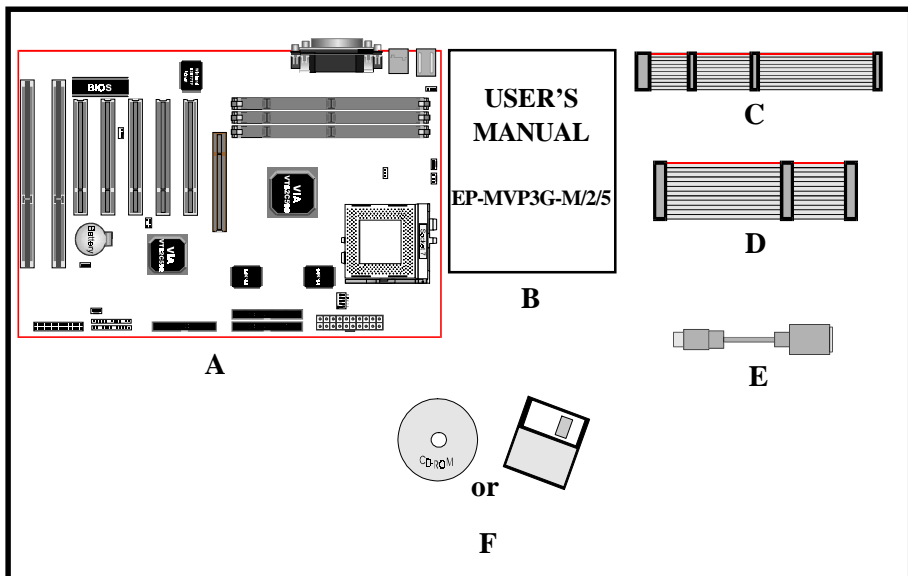 BIOS
USER'S
MANUAL
EP-MVP3G-M/2/5
VIA
Battery
VIA
A
B
C
D
E
CD-ROM
or
F